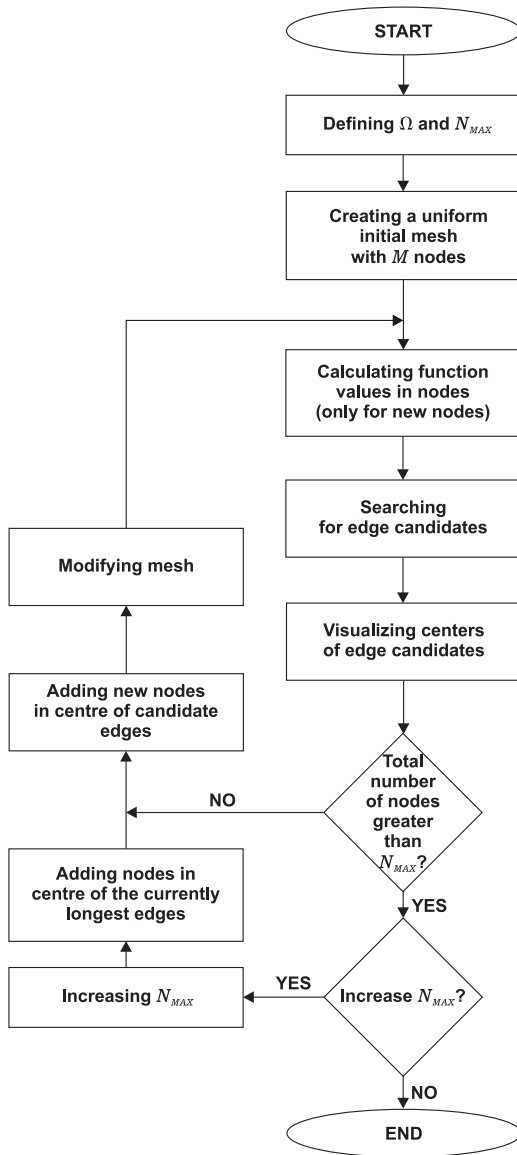 START
Defining Ω and N_MAX
Creating a uniform
initial mesh
with M nodes
Calculating function
values in nodes
(only for new nodes)
Searching
for edge candidates
Modifying mesh
Visualizing centers
of edge candidates
Adding new nodes
in centre of candidate
edges
Total
number
of nodes
greater
than
N_MAX?
NO
Adding nodes in
centre of the currently
longest edges
YES
Increase N_MAX?
YES
Increasing N_MAX
NO
END